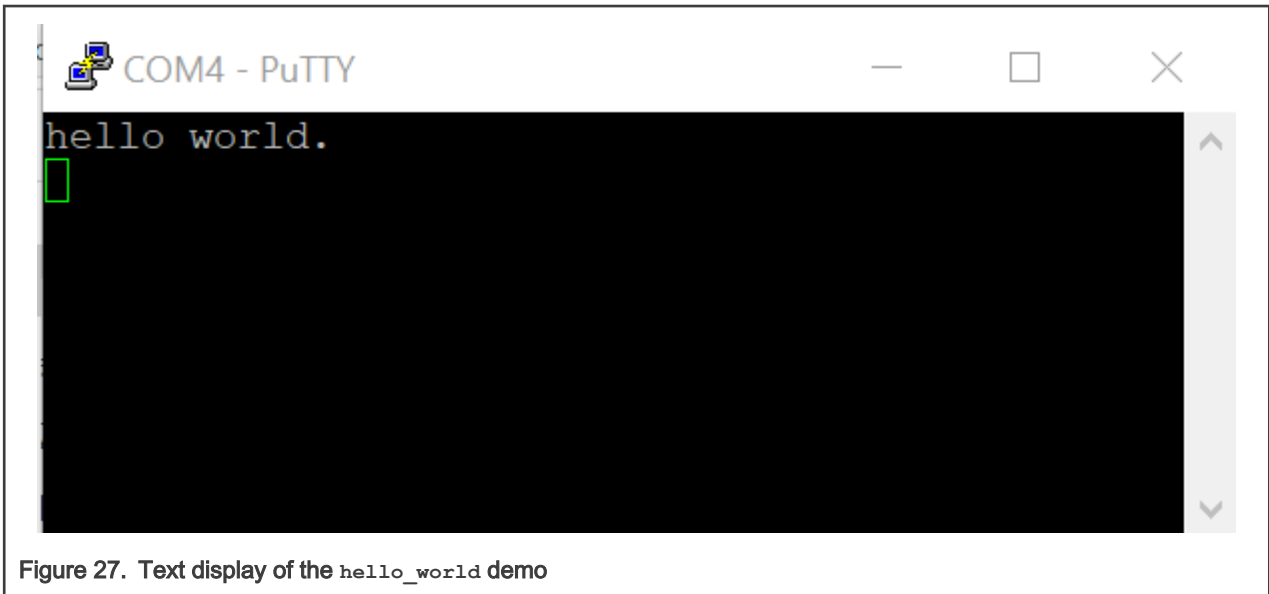 COM4 - PuTTY
hello world.
Figure 27. Text display of the hello_world demo